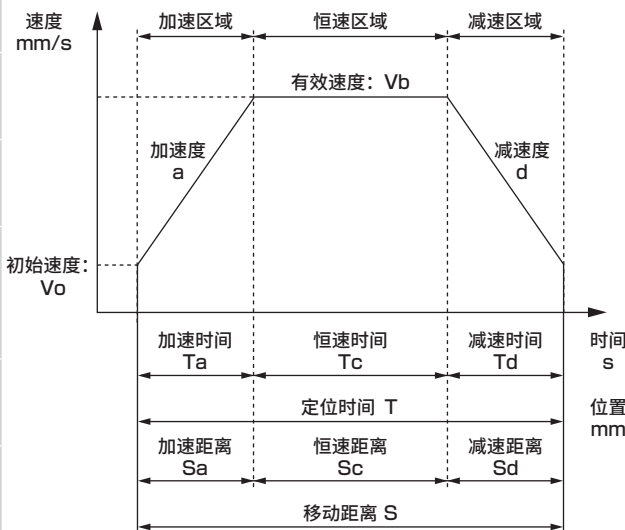 速度
mm/s
加速区域 恒速区域 减速区域
有效速度：Vb
加速度
a
减速度
d
初始速度：
Vo
加速时间 恒速时间 减速时间 时间
Ta Tc Td s
定位时间 T 位置
mm
加速距离 恒速距离 减速距离
Sa Sc Sd
移动距离 S